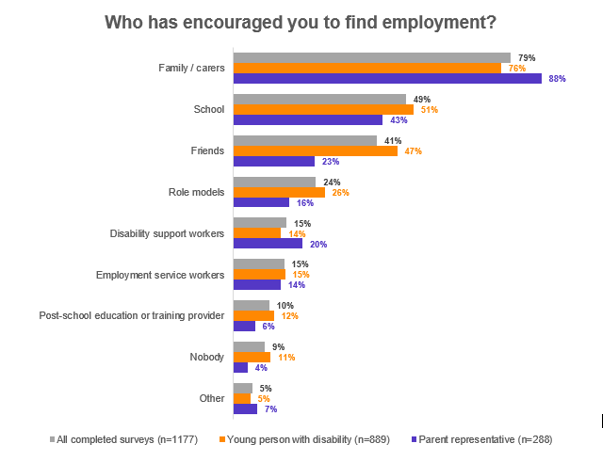 Who has encouraged you to find employment?
Family / carers
79%
76%
88%
School
49%
51%
43%
Friends
41%
47%
23%
Role models
24%
26%
16%
Disability support workers
15%
14%
20%
Employment service workers
15%
15%
14%
Post-school education or training provider
10%
12%
6%
Nobody
9%
11%
4%
Other
5%
5%
7%
All completed surveys (n=1177) Young person with disability (n=889) Parent representative (n=288)